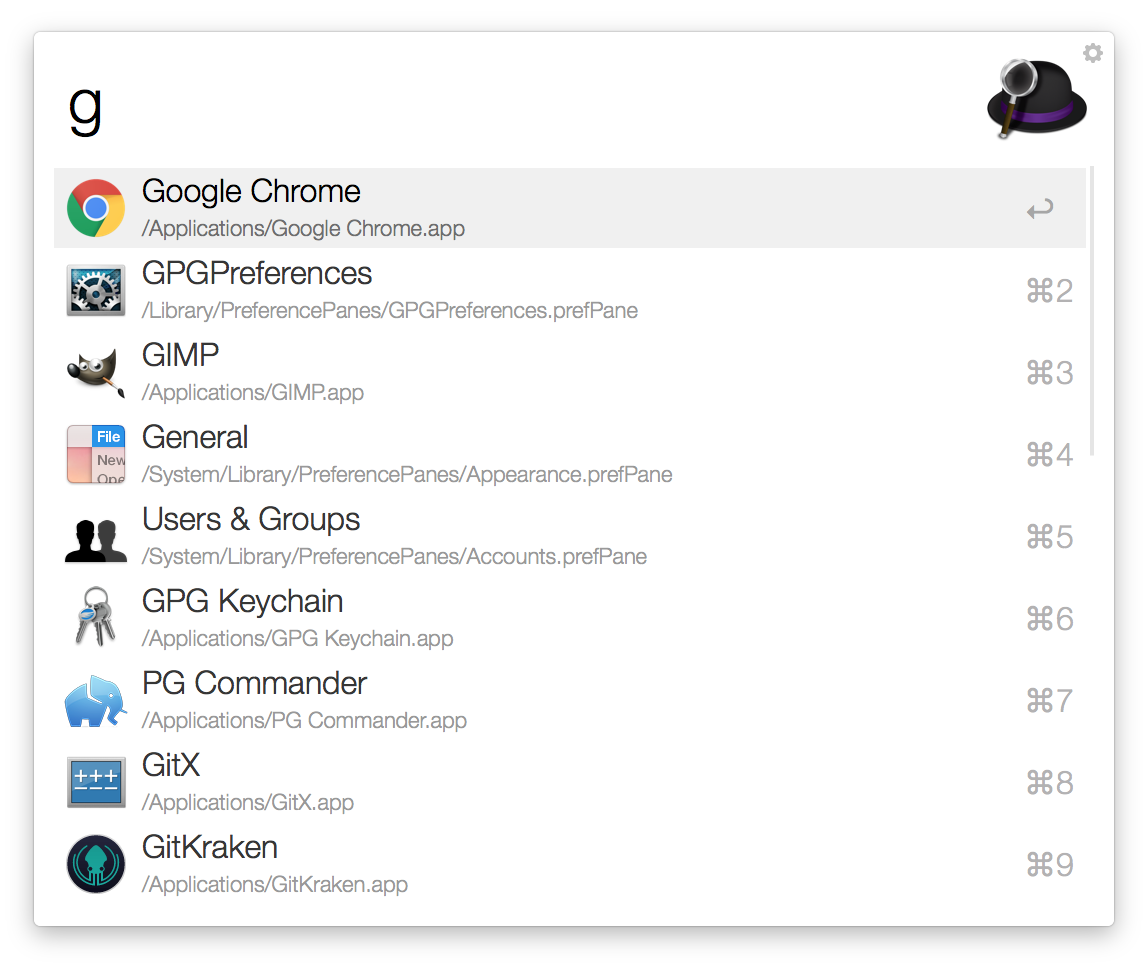 g
Google Chrome
/Applications/Google Chrome.app
GPGPreferences
/Library/PreferencePanes/GPGPreferences.prefPane
⌘2
GIMP
/Applications/GIMP.app
⌘3
File
New
Ope
General
/System/Library/PreferencePanes/Appearance.prefPane
⌘4
Users & Groups
/System/Library/PreferencePanes/Accounts.prefPane
⌘5
GPG Keychain
/Applications/GPG Keychain.app
⌘6
PG Commander
/Applications/PG Commander.app
⌘7
GitX
/Applications/GitX.app
⌘8
GitKraken
/Applications/GitKraken.app
⌘9